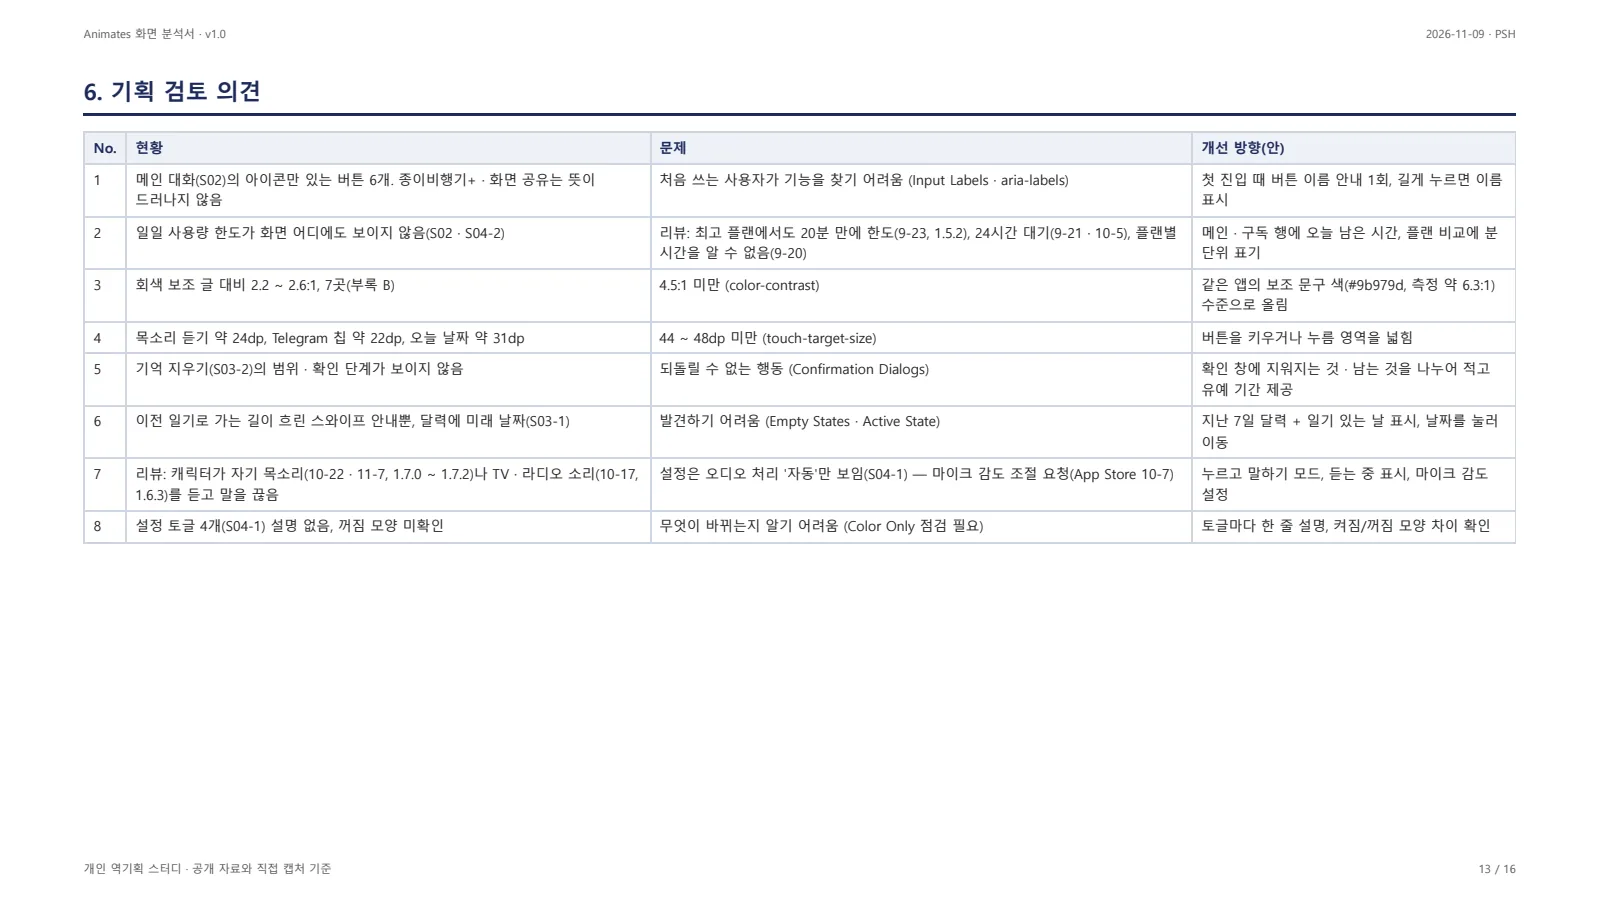 Animates 화면 분석서 · v1.0
2026-11-09 · PSH
6. 기획 검토 의견
No.
현황
문제
개선 방향(안)
1
메인 대화(S02)의 아이콘만 있는 버튼 6개. 종이비행기+ · 화면 공유는 뜻이
드러나지 않음
처음 쓰는 사용자가 기능을 찾기 어려움 (Input Labels · aria-labels)
첫 진입 때 버튼 이름 안내 1회, 길게 누르면 이름
표시
2
일일 사용량 한도가 화면 어디에도 보이지 않음(S02 · S04-2)
리뷰: 최고 플랜에서도 20분 만에 한도(9-23, 1.5.2), 24시간 대기(9-21 · 10-5), 플랜별
시간을 알 수 없음(9-20)
메인 · 구독 행에 오늘 남은 시간, 플랜 비교에 분
단위 표기
3
회색 보조 글 대비 2.2 ~ 2.6:1, 7곳(부록 B)
4.5:1 미만 (color-contrast)
같은 앱의 보조 문구 색(#9b979d, 측정 약 6.3:1)
수준으로 올림
4
목소리 듣기 약 24dp, Telegram 칩 약 22dp, 오늘 날짜 약 31dp
44 ~ 48dp 미만 (touch-target-size)
버튼을 키우거나 누름 영역을 넓힘
5
기억 지우기(S03-2)의 범위 · 확인 단계가 보이지 않음
되돌릴 수 없는 행동 (Confirmation Dialogs)
확인 창에 지워지는 것 · 남는 것을 나누어 적고
유예 기간 제공
6
이전 일기로 가는 길이 흐린 스와이프 안내뿐, 달력에 미래 날짜(S03-1)
발견하기 어려움 (Empty States · Active State)
지난 7일 달력 + 일기 있는 날 표시, 날짜를 눌러
이동
7
리뷰: 캐릭터가 자기 목소리(10-22 · 11-7, 1.7.0 ~ 1.7.2)나 TV · 라디오 소리(10-17,
1.6.3)를 듣고 말을 끊음
설정은 오디오 처리 '자동'만 보임(S04-1) — 마이크 감도 조절 요청(App Store 10-7)
누르고 말하기 모드, 듣는 중 표시, 마이크 감도
설정
8
설정 토글 4개(S04-1) 설명 없음, 꺼짐 모양 미확인
무엇이 바뀌는지 알기 어려움 (Color Only 점검 필요)
토글마다 한 줄 설명, 켜짐/꺼짐 모양 차이 확인
개인 역기획 스터디 · 공개 자료와 직접 캡처 기준
13 / 16